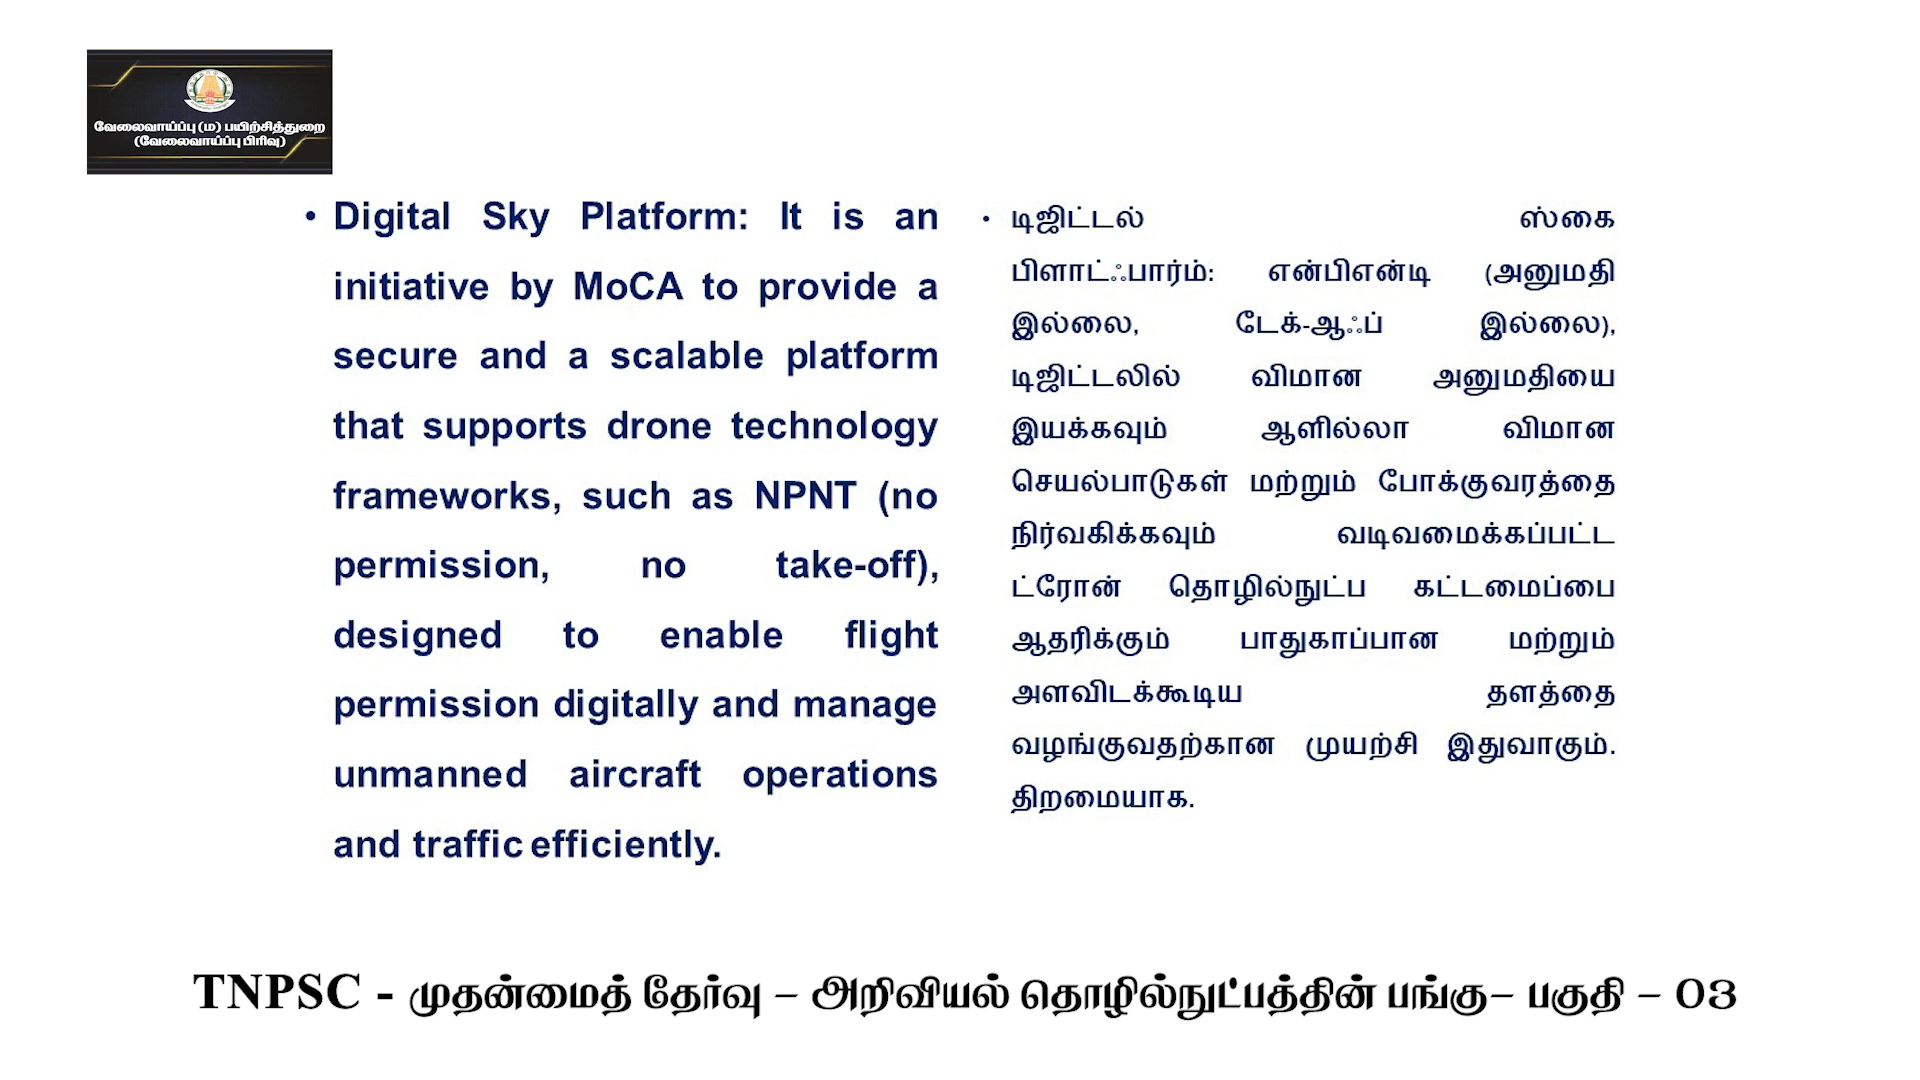 வேலைவாய்ப்பு (ம) பயிற்சித்துறை
(வேலைவாய்ப்பு பிரிவு)
• Digital Sky Platform: It is an
initiative by MoCA to provide a
secure and a scalable platform
that supports drone technology
frameworks, such as NPNT (no
permission, no take-off),
designed to enable flight
permission digitally and manage
unmanned aircraft operations
and traffic efficiently.
• டிஜிட்டல் ஸ்கை
பிளாட்ஃபார்ம்: என்பிஎன்டி (அனுமதி
இல்லை, டேக்-ஆஃப் இல்லை),
டிஜிட்டலில் விமான அனுமதியை
இயக்கவும் ஆளில்லா விமான
செயல்பாடுகள் மற்றும் போக்குவரத்தை
நிர்வகிக்கவும் வடிவமைக்கப்பட்ட
ட்ரோன் தொழில்நுட்ப கட்டமைப்பை
ஆதரிக்கும் பாதுகாப்பான மற்றும்
அளவிடக்கூடிய தளத்தை
வழங்குவதற்கான முயற்சி இதுவாகும்.
திறமையாக.
TNPSC - முதன்மைத் தேர்வு – அறிவியல் தொழில்நுட்பத்தின் பங்கு– பகுதி – 03